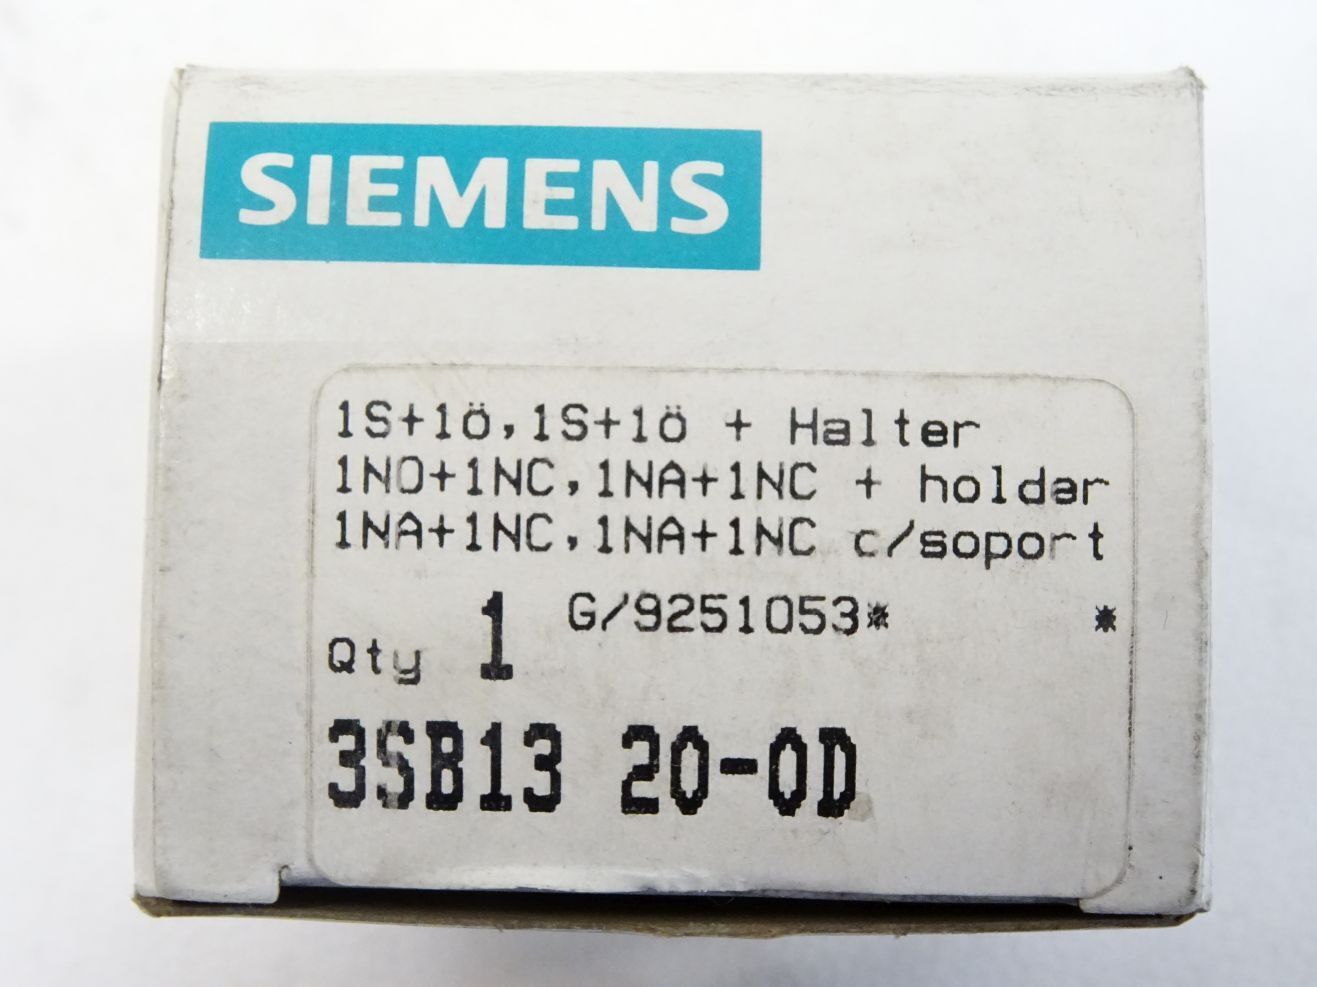 SIEMENS
1S+1Ö,1S+1Ö + Halter
1NO+1NC,1NA+1NC + holder
1NA+1NC,1NA+1NC c/soport
Qty 1 G/9251053* *
3SB13 20-0D